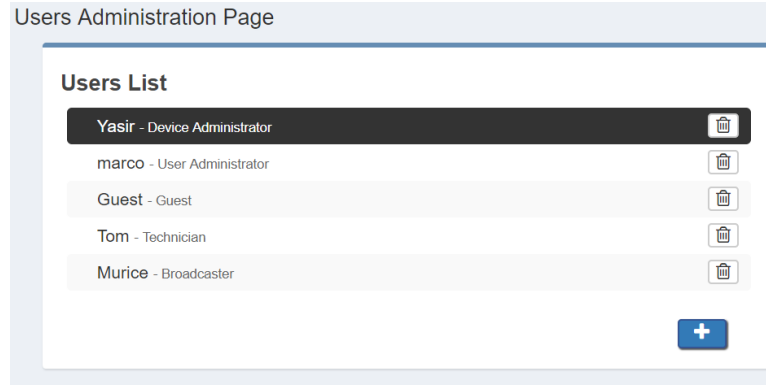 Users Administration Page
Users List
Yasir - Device Administrator
marco - User Administrator
Guest - Guest
Tom - Technician
Murice - Broadcaster